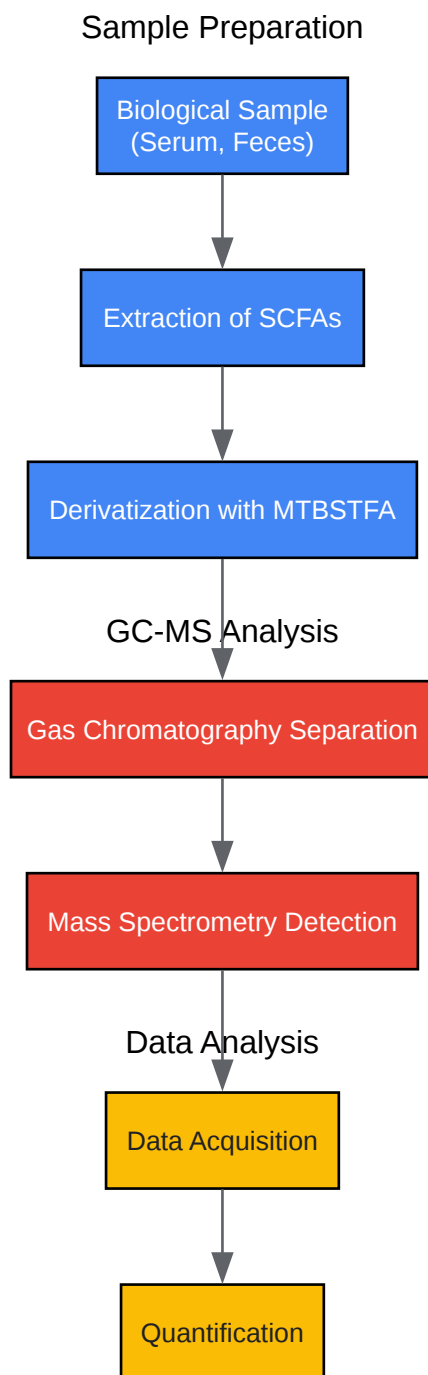 Sample Preparation
Biological Sample
(Serum, Feces)
Extraction of SCFAs
Derivatization with MTBSTFA
GC-MS Analysis
Gas Chromatography Separation
Mass Spectrometry Detection
Data Analysis
Data Acquisition
Quantification